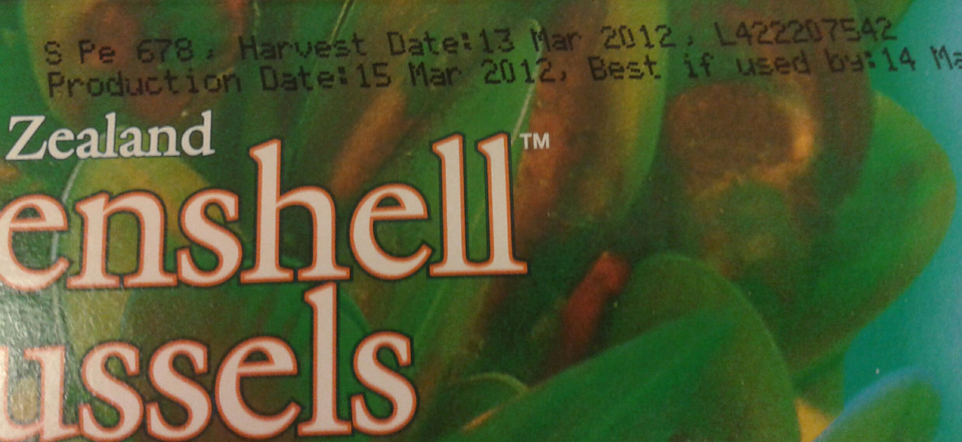 S Pe 678, Harvest Date:13 Mar 2012, L422207542
Production Date:15 Mar 2012, Best if used by:14 Ma
Zealand
enshell™
ussels